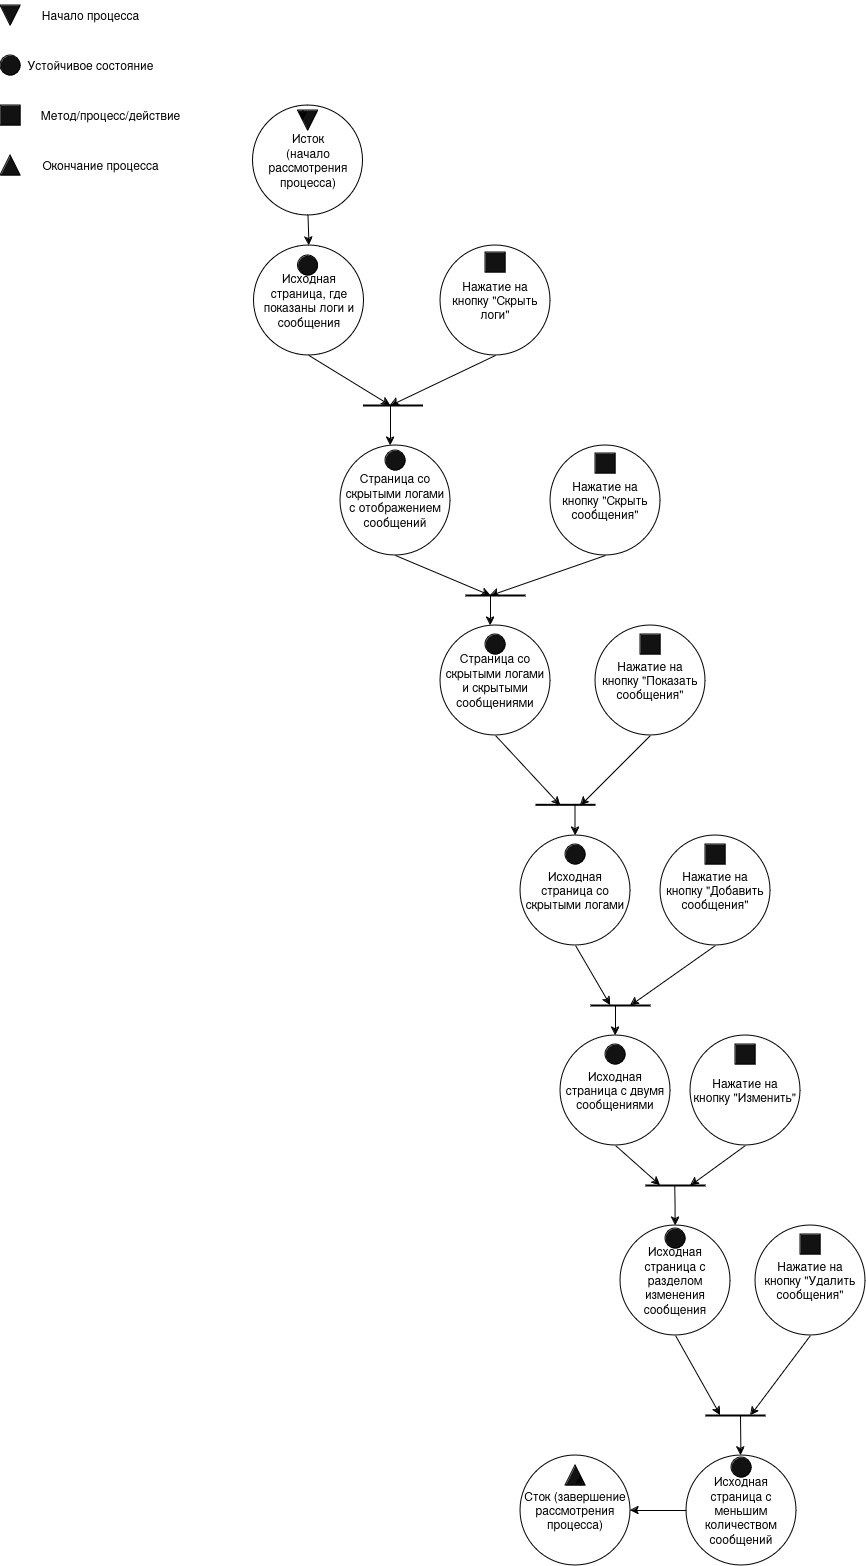 Начало процесса
Устойчивое состояние
Метод/процесс/действие
Окончание процесса
Исток
(начало
рассмотрения
процесса)
Исходная
страница, где
показаны логи и
сообщения
Нажатие на
кнопку "Скрыть
логи"
Страница со
скрытыми логами
с отображением
сообщений
Нажатие на
кнопку "Скрыть
сообщения"
Страница со
скрытыми логами
и скрытыми
сообщениями
Нажатие на
кнопку "Показать
сообщения"
Исходная
страница со
скрытыми логами
Нажатие на
кнопку "Добавить
сообщения"
Исходная
страница с двумя
сообщениями
Нажатие на
кнопку "Изменить"
Исходная
страница с
разделом
изменения
сообщения
Нажатие на
кнопку "Удалить
сообщения"
Сток (завершение
рассмотрения
процесса)
Исходная
страница с
меньшим
количеством
сообщений